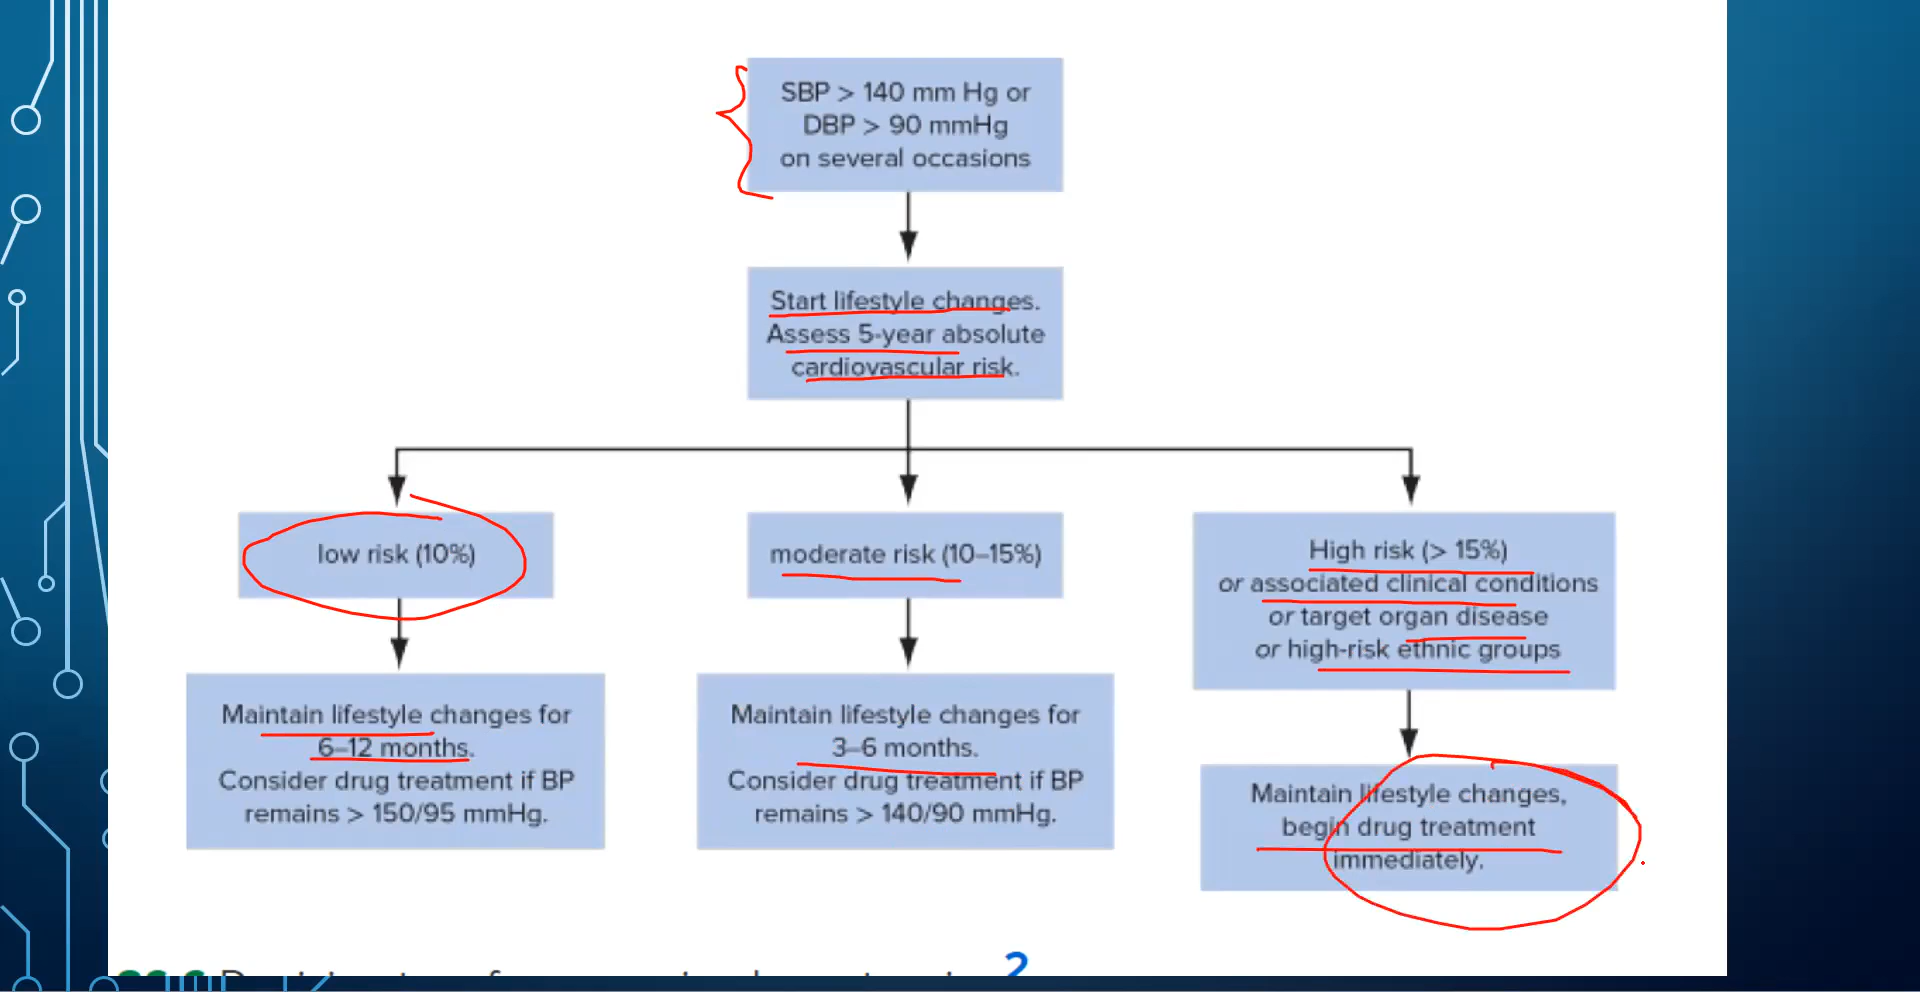 SBP > 140 mm Hg or
DBP > 90 mmHg
on several occasions
Start lifestyle changes.
Assess 5-year absolute
cardiovascular risk.
low risk (10%)
moderate risk (10–15%)
High risk (> 15%)
or associated clinical conditions
or target organ disease
or high-risk ethnic groups
Maintain lifestyle changes for
6–12 months.
Consider drug treatment if BP
remains > 150/95 mmHg.
Maintain lifestyle changes for
3–6 months.
Consider drug treatment if BP
remains > 140/90 mmHg.
Maintain lifestyle changes,
begin drug treatment
immediately.
2